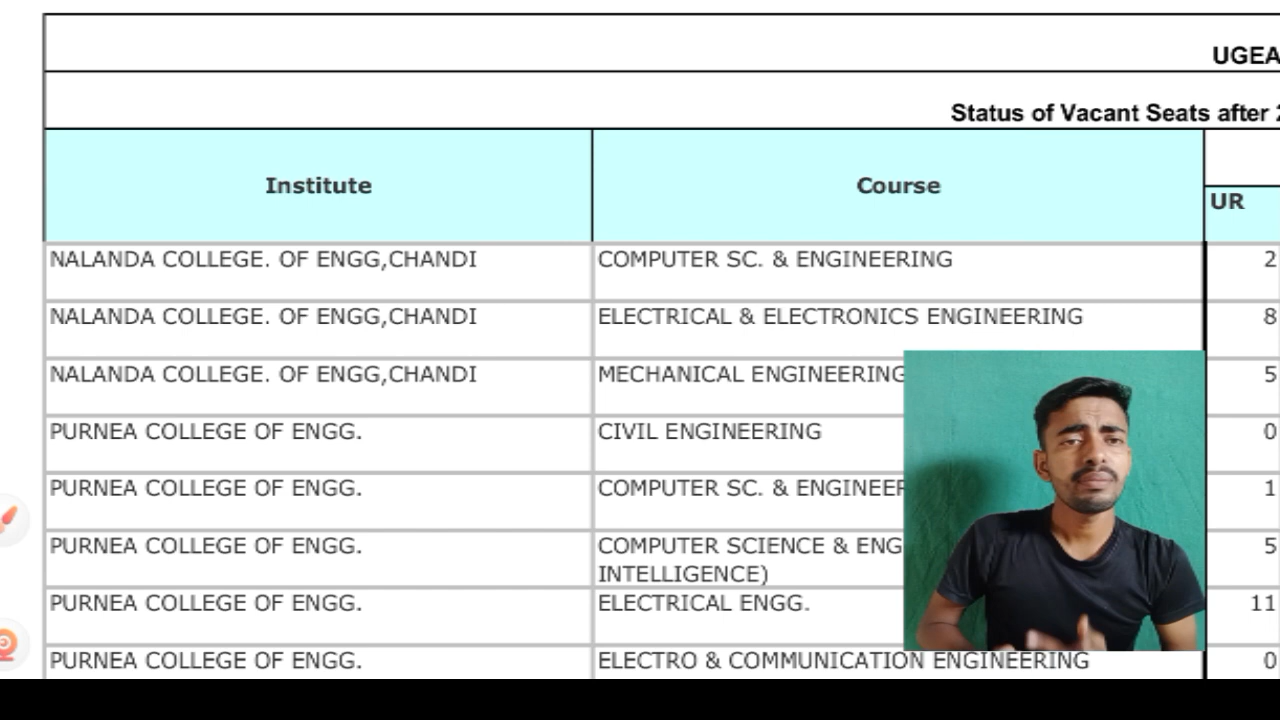 UGEA
Status of Vacant Seats after
Institute Course UR
NALANDA COLLEGE. OF ENGG,CHANDI COMPUTER SC. & ENGINEERING 2
NALANDA COLLEGE. OF ENGG,CHANDI ELECTRICAL & ELECTRONICS ENGINEERING 8
NALANDA COLLEGE. OF ENGG,CHANDI MECHANICAL ENGINEERING 5
PURNEA COLLEGE OF ENGG. CIVIL ENGINEERING 0
PURNEA COLLEGE OF ENGG. COMPUTER SC. & ENGINEER 1
PURNEA COLLEGE OF ENGG. COMPUTER SCIENCE & ENG 5
INTELLIGENCE)
PURNEA COLLEGE OF ENGG. ELECTRICAL ENGG. 11
PURNEA COLLEGE OF ENGG. ELECTRO & COMMUNICATION ENGINEERING 0